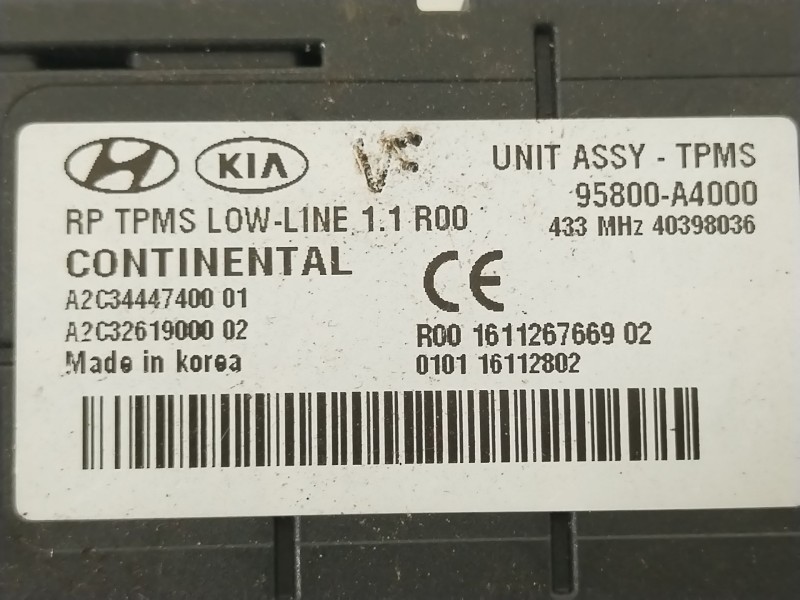 KIA
UNIT ASSY - TPMS
95800-A4000
433 MHz 40398036
RP TPMS LOW-LINE 1.1 R00
CONTINENTAL
A2C34447400 01
A2C32619000 02
Made in korea
CE
R00 1611267669 02
0101 16112802